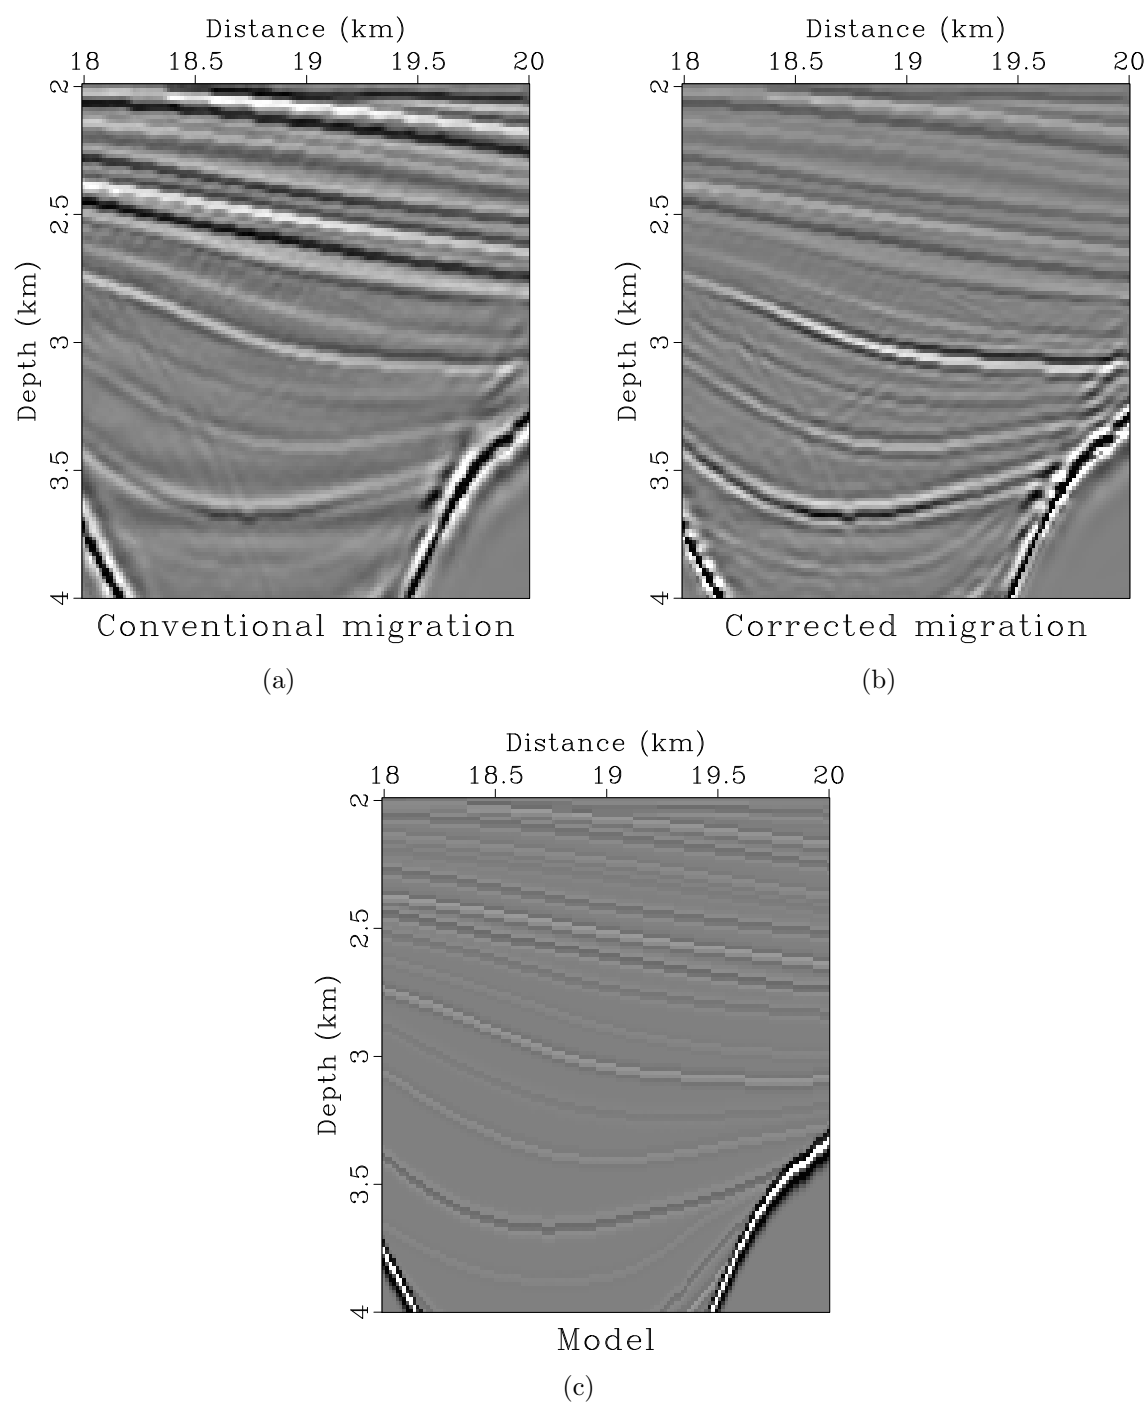 Distance (km)
18 18.5 19 19.5 20
Depth (km)
2 2.5 3 3.5 4
Conventional migration
(a)
Distance (km)
18 18.5 19 19.5 20
Depth (km)
2 2.5 3 3.5 4
Corrected migration
(b)
Distance (km)
18 18.5 19 19.5 20
Depth (km)
2 2.5 3 3.5 4
Model
(c)